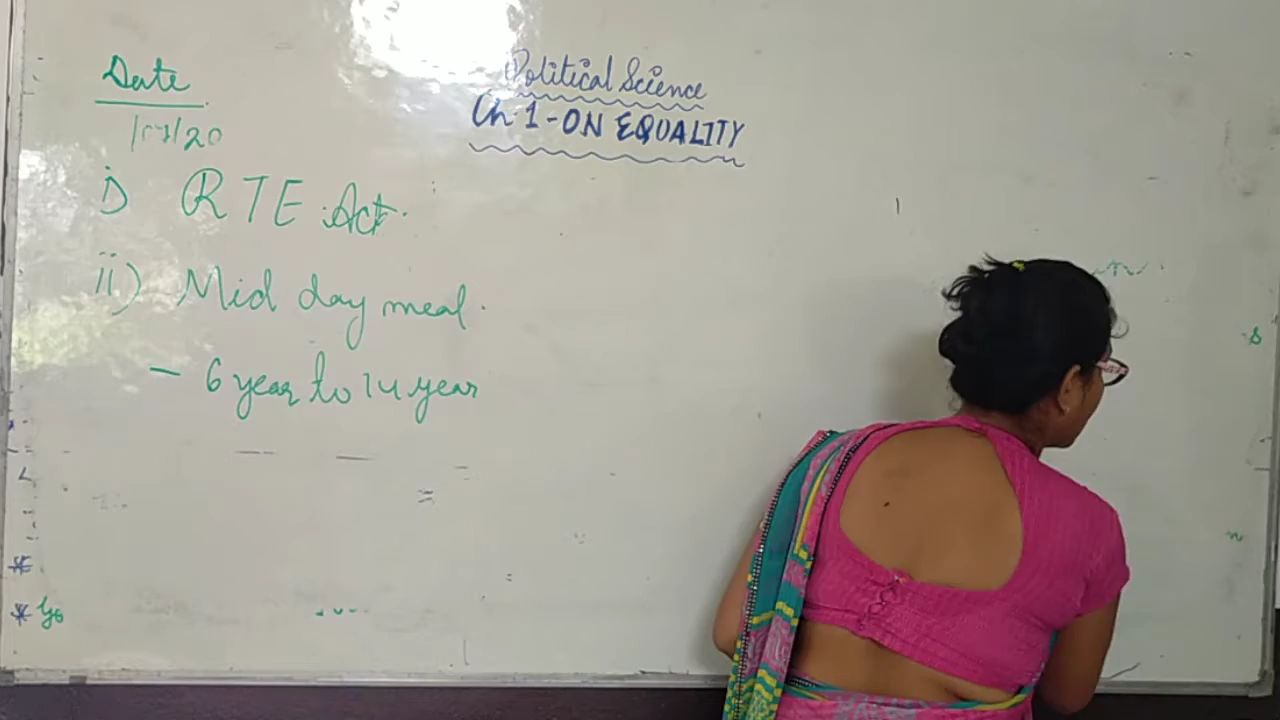 Political Science
Ch 1 - ON EQUALITY
Date
i) RTE Act.
ii) Mid day meal.
— 6 year to 14 year